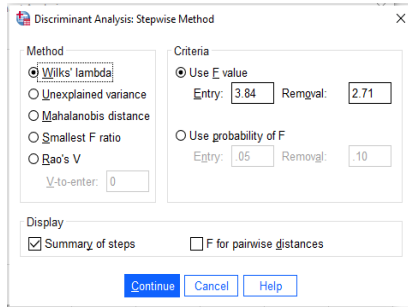 Discriminant Analysis: Stepwise Method
Method
Wilks' lambda
Unexplained variance
Mahalanobis distance
Smallest F ratio
Rao's V
V-to-enter: 0
Criteria
Use F value
Entry: 3.84 Removal: 2.71
Use probability of F
Entry: .05 Removal: .10
Display
Summary of steps F for pairwise distances
Continue Cancel Help